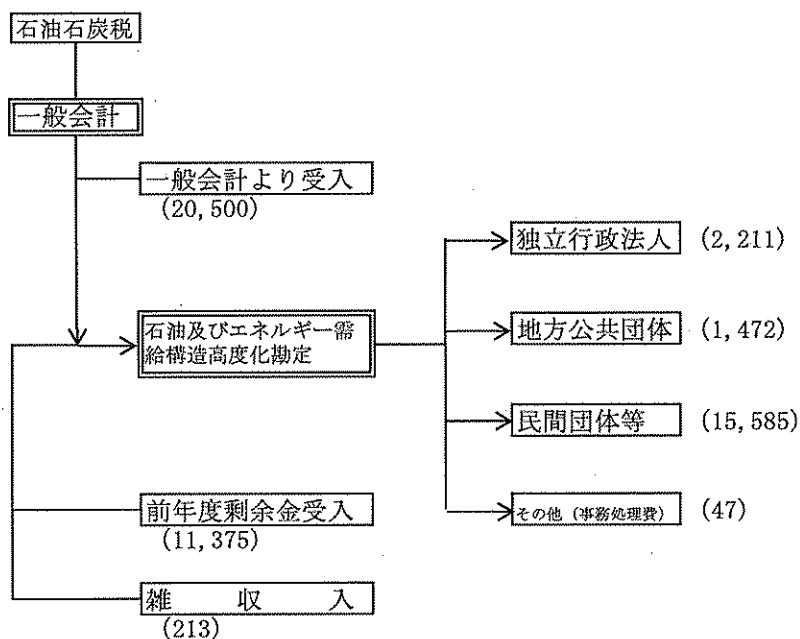 石油石炭税
一般会計
一般会計より受入
(20,500)
石油及びエネルギー需
給構造高度化勘定
前年度剰余金受入
(11,375)
雑収入
(213)
独立行政法人 (2,211)
地方公共団体 (1,472)
民間団体等 (15,585)
その他（事務処理費） (47)